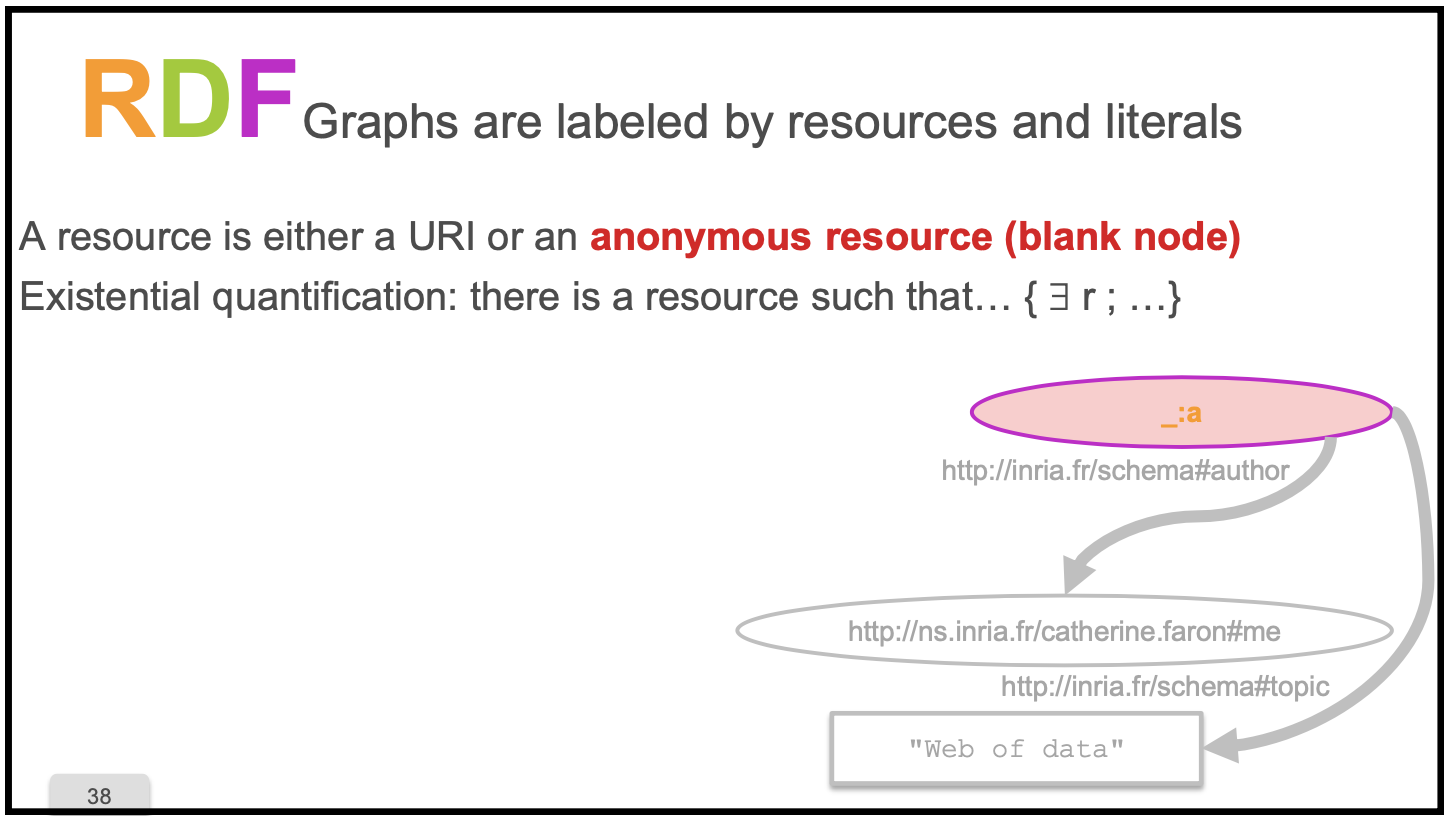 RDF Graphs are labeled by resources and literals
A resource is either a URI or an anonymous resource (blank node)
Existential quantification: there is a resource such that… { ∃ r ; …}
_:a
http://inria.fr/schema#author
http://ns.inria.fr/catherine.faron#me
http://inria.fr/schema#topic
"Web of data"
38